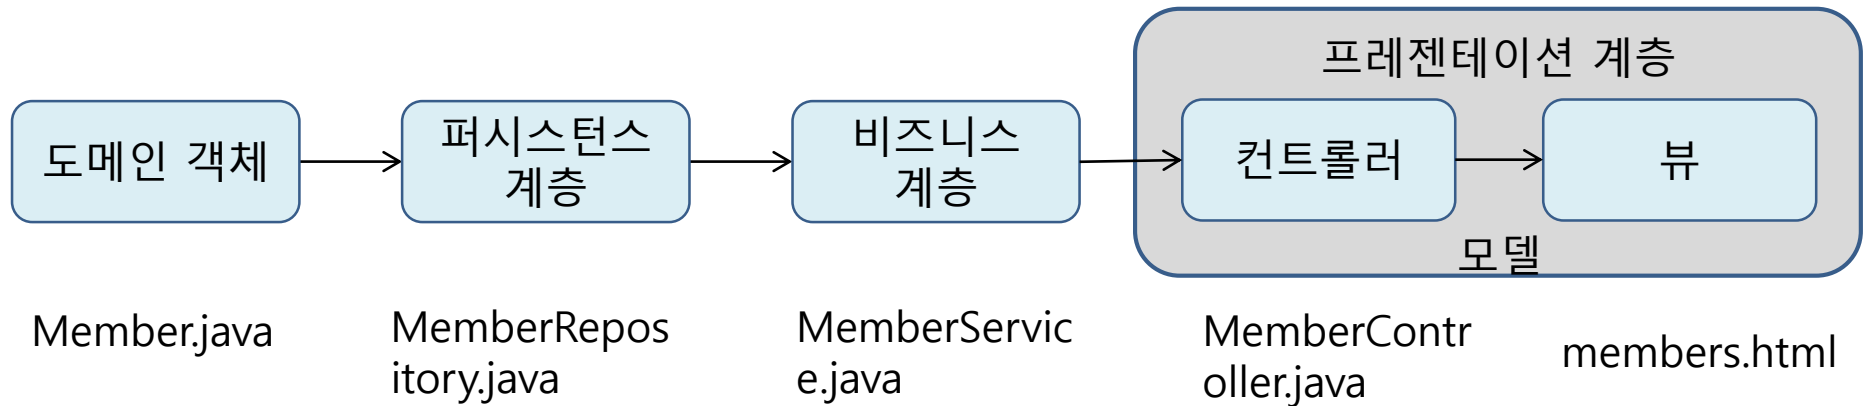 프레젠테이션 계층
도메인 객체
퍼시스턴스
계층
비즈니스
계층
컨트롤러
뷰
모델
Member.java
MemberRepos
itory.java
MemberServic
e.java
MemberContr
oller.java
members.html